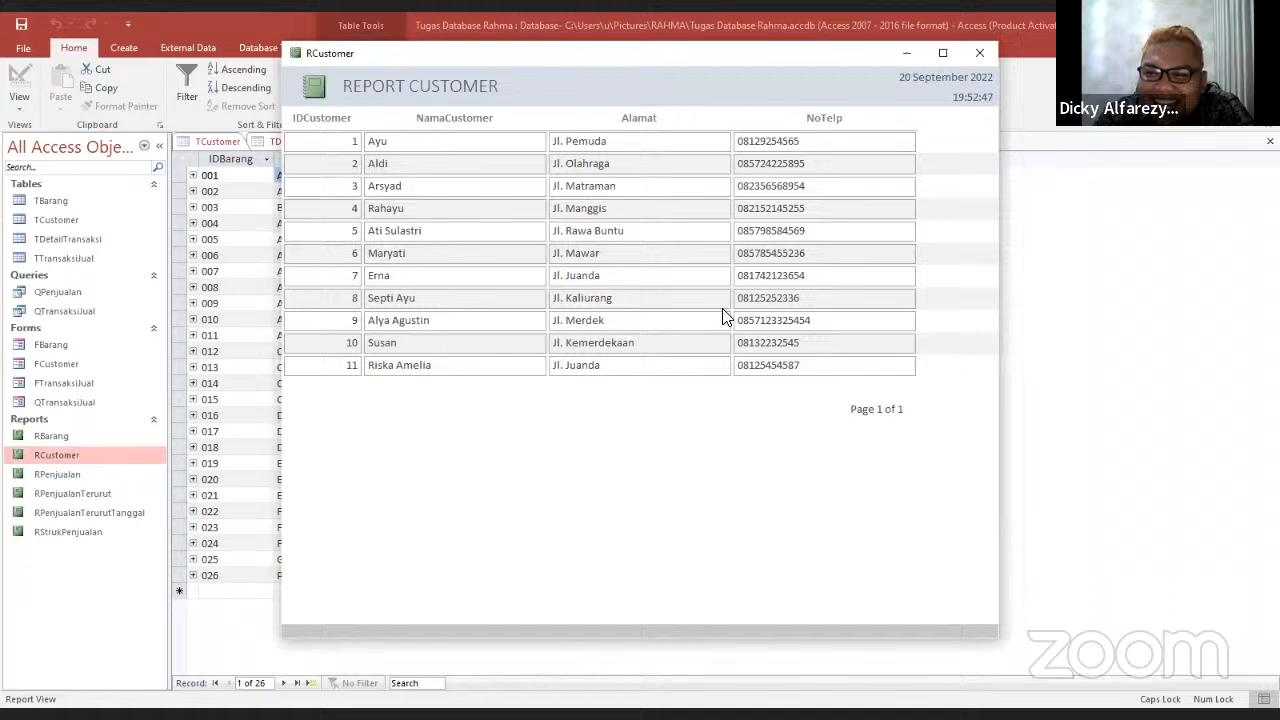 Table Tools
Tugas Database Rahma : Database- C:\Users\u\Pictures\RAHMA\Tugas Database Rahma.accdb (Access 2007 - 2016 file format) - Access (Product Activat
File Home Create External Data Database
View
Paste
Cut
Copy
Format Painter
Filter
Ascending
Descending
Remove Sort
Views Clipboard Sort & Filt
Dicky Alfarezy...
All Access Obje...
Search...
Tables
TBarang
TCustomer
TDetailTransaksi
TTransaksiJual
Queries
QPenjualan
QTransaksiJual
Forms
FBarang
FCustomer
FTransaksiJual
QTransaksiJual
Reports
RBarang
RCustomer
RPenjualan
RPenjualanTerurut
RPenjualanTerurutTanggal
RStrukPenjualan
TCustomer TD
IDBarang
001
002
003
004
005
006
007
008
009
010
011
012
013
014
015
016
017
018
019
020
021
022
023
024
025
026
RCustomer
REPORT CUSTOMER
20 September 2022
19:52:47
IDCustomer NamaCustomer Alamat NoTelp
1 Ayu Jl. Pemuda 08129254565
2 Aldi Jl. Olahraga 085724225895
3 Arsyad Jl. Matraman 082356568954
4 Rahayu Jl. Manggis 082152145255
5 Ati Sulastri Jl. Rawa Buntu 085798584569
6 Maryati Jl. Mawar 085785455236
7 Erna Jl. Juanda 081742123654
8 Septi Ayu Jl. Kaliurang 08125252336
9 Alya Agustin Jl. Merdek 0857123325454
10 Susan Jl. Kemerdekaan 08132232545
11 Riska Amelia Jl. Juanda 08125454587
Page 1 of 1
zoom
Record: 1 of 26 No Filter Search
Report View Caps Lock Num Lock